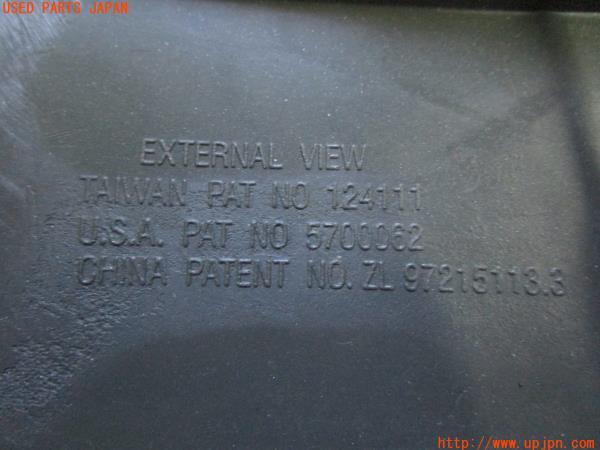 USED PARTS JAPAN
EXTERNAL VIEW
TAIWAN PAT NO 124111
U.S.A. PAT NO 5700062
CHINA PATENT NO. ZL 97215113.3
http://www.upjpn.com